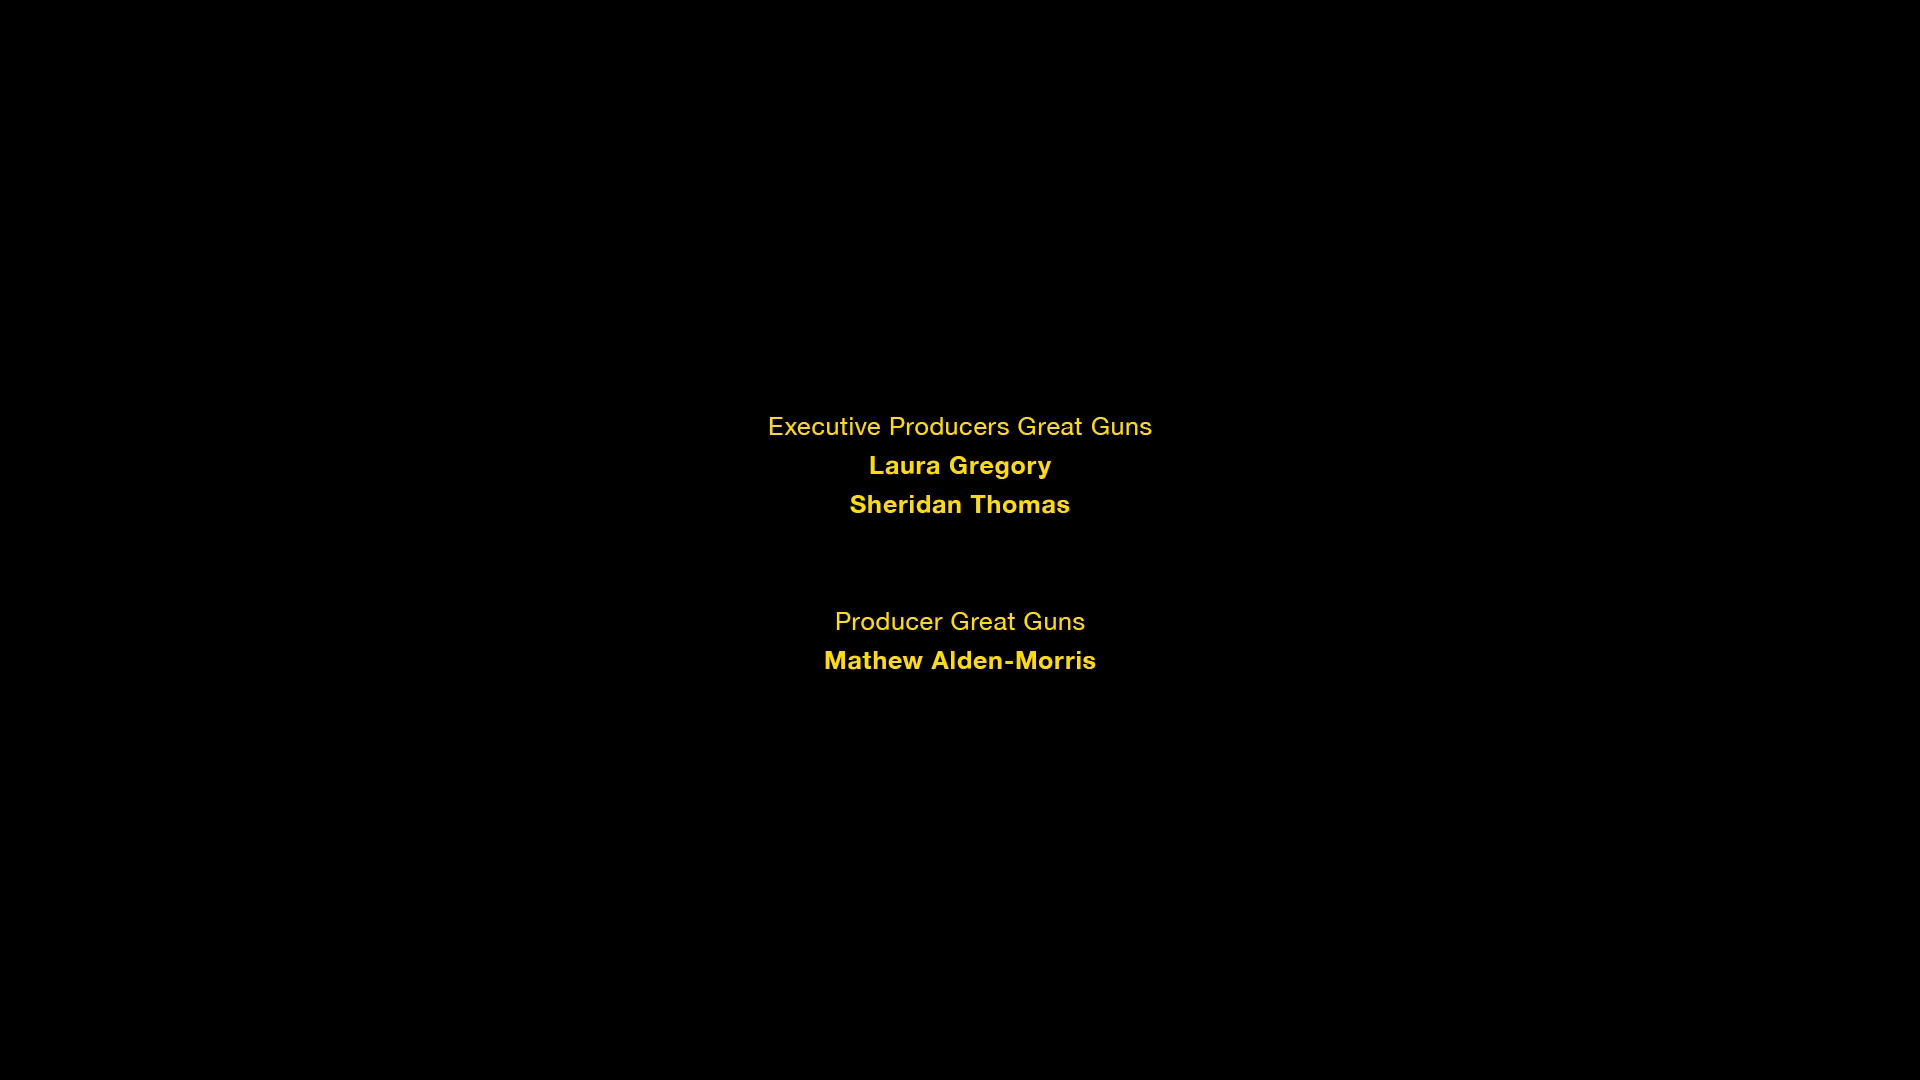 Executive Producers Great Guns
Laura Gregory
Sheridan Thomas
Producer Great Guns
Mathew Alden-Morris